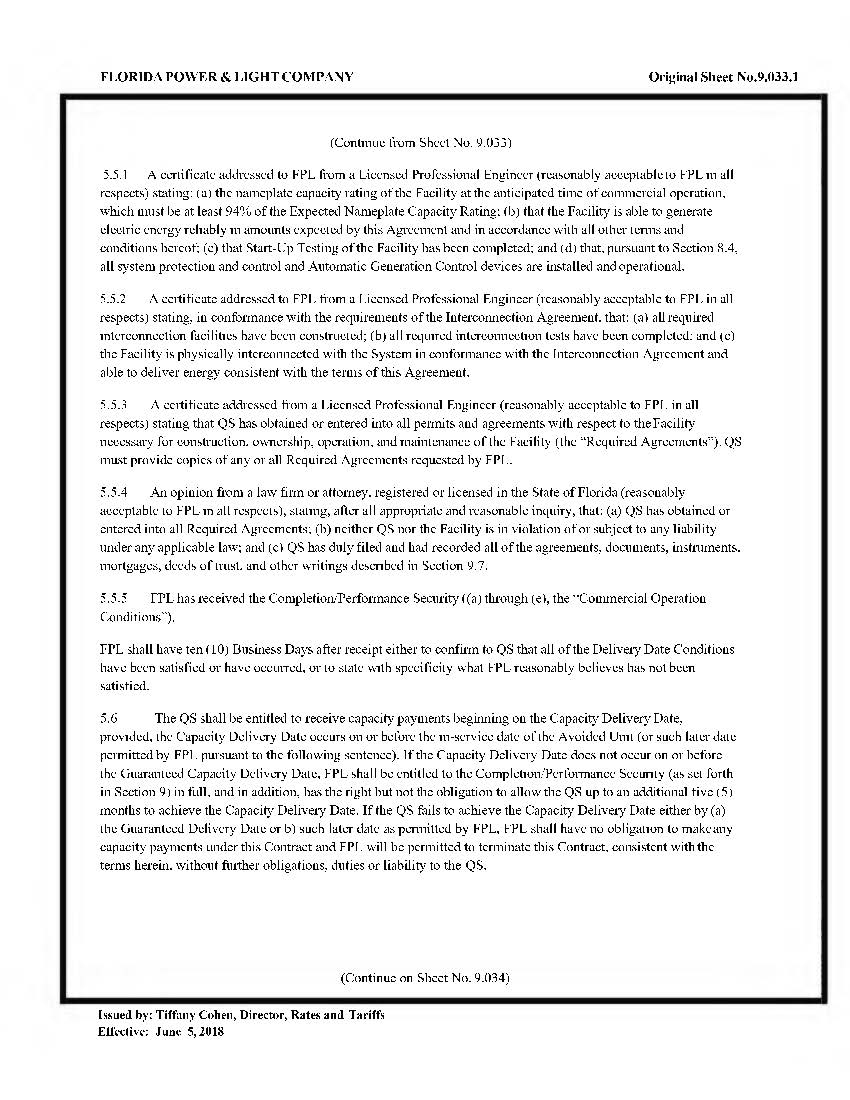 FLORIDA POWER & LIGHT COMPANY
Original Sheet No.9.033.1
(Continue from Sheet No. 9.033)
5.5.1 A certificate addressed to FPL from a Licensed Professional Engineer (reasonably acceptable to FPL in all
respects) stating: (a) the nameplate capacity rating of the Facility at the anticipated time of commercial operation,
which must be at least 94% of the Expected Nameplate Capacity Rating; (b) that the Facility is able to generate
electric energy reliably in amounts expected by this Agreement and in accordance with all other terms and
conditions hereof; (c) that Start-Up Testing of the Facility has been completed; and (d) that, pursuant to Section 8.4,
all system protection and control and Automatic Generation Control devices are installed and operational.
5.5.2 A certificate addressed to FPL from a Licensed Professional Engineer (reasonably acceptable to FPL in all
respects) stating, in conformance with the requirements of the Interconnection Agreement, that: (a) all required
interconnection facilities have been constructed; (b) all required interconnection tests have been completed; and (c)
the Facility is physically interconnected with the System in conformance with the Interconnection Agreement and
able to deliver energy consistent with the terms of this Agreement.
5.5.3 A certificate addressed from a Licensed Professional Engineer (reasonably acceptable to FPL in all
respects) stating that QS has obtained or entered into all permits and agreements with respect to the Facility
necessary for construction, ownership, operation, and maintenance of the Facility (the “Required Agreements”). QS
must provide copies of any or all Required Agreements requested by FPL.
5.5.4 An opinion from a law firm or attorney, registered or licensed in the State of Florida (reasonably
acceptable to FPL in all respects), stating, after all appropriate and reasonable inquiry, that: (a) QS has obtained or
entered into all Required Agreements; (b) neither QS nor the Facility is in violation of or subject to any liability
under any applicable law; and (c) QS has duly filed and had recorded all of the agreements, documents, instruments,
mortgages, deeds of trust, and other writings described in Section 9.7.
5.5.5 FPL has received the Completion/Performance Security ((a) through (e), the “Commercial Operation
Conditions”).
FPL shall have ten (10) Business Days after receipt either to confirm to QS that all of the Delivery Date Conditions
have been satisfied or have occurred, or to state with specificity what FPL reasonably believes has not been
satisfied.
5.6 The QS shall be entitled to receive capacity payments beginning on the Capacity Delivery Date,
provided, the Capacity Delivery Date occurs on or before the in-service date of the Avoided Unit (or such later date
permitted by FPL pursuant to the following sentence). If the Capacity Delivery Date does not occur on or before
the Guaranteed Capacity Delivery Date, FPL shall be entitled to the Completion/Performance Security (as set forth
in Section 9) in full, and in addition, has the right but not the obligation to allow the QS up to an additional five (5)
months to achieve the Capacity Delivery Date. If the QS fails to achieve the Capacity Delivery Date either by (a)
the Guaranteed Delivery Date or b) such later date as permitted by FPL, FPL shall have no obligation to make any
capacity payments under this Contract and FPL will be permitted to terminate this Contract, consistent with the
terms herein, without further obligations, duties or liability to the QS.
(Continue on Sheet No. 9.034)
Issued by: Tiffany Cohen, Director, Rates and Tariffs
Effective: June 5, 2018